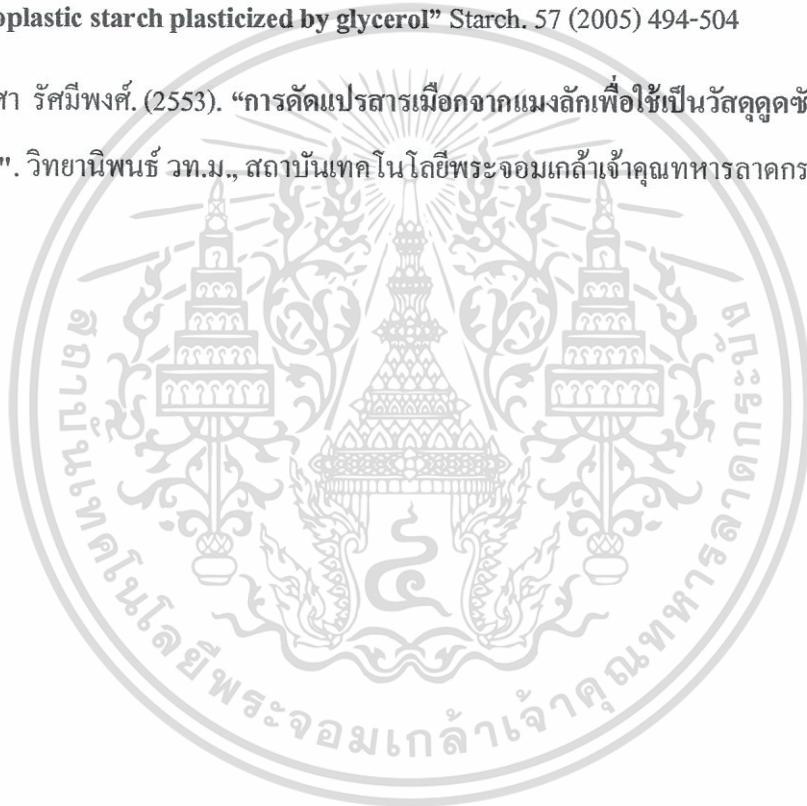 oplastic starch plasticized by glycerol” Starch. 57 (2005) 494-504
ศา รัศมีพงศ์. (2553). “การดัดแปรสารเมือกจากแมงลักเพื่อใช้เป็นวัสดุดูดซั
". วิทยานิพนธ์ วท.ม., สถาบันเทคโนโลยีพระจอมเกล้าเจ้าคุณทหารลาดกร
สถาบันเทคโนโลยีพระจอมเกล้าเจ้าคุณทหารลาดกระบัง